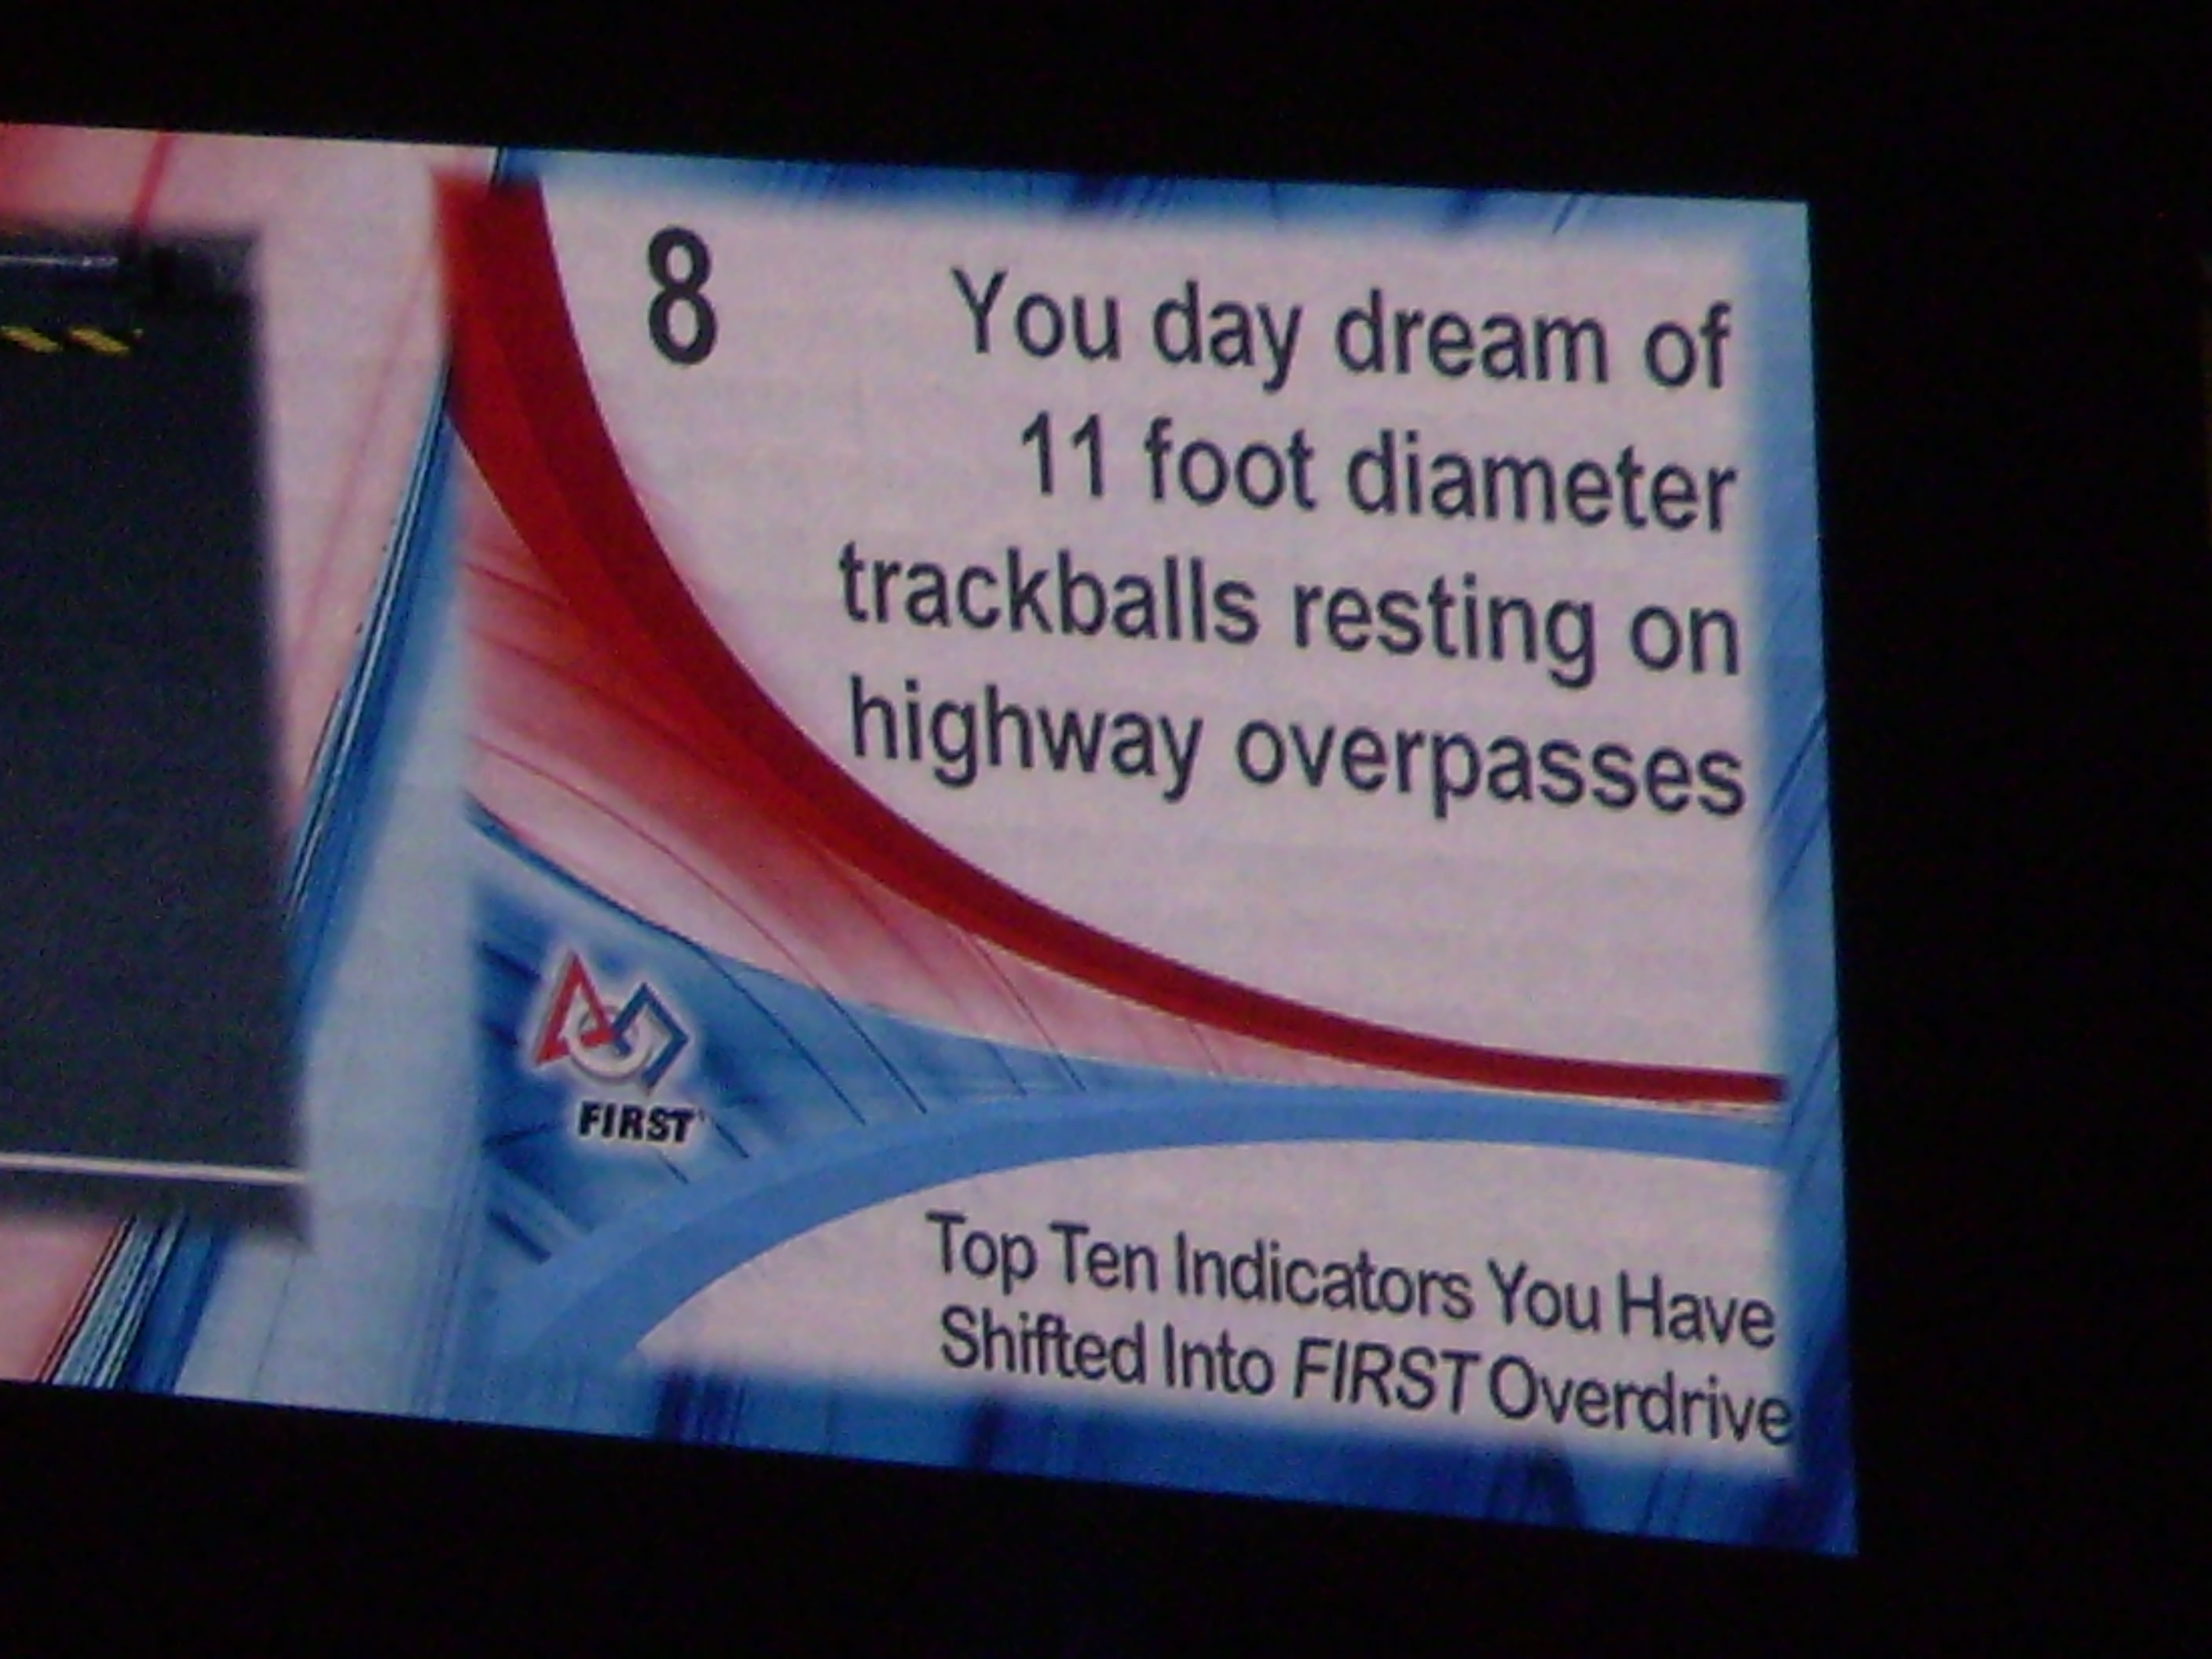 8
You day dream of
11 foot diameter
trackballs resting on
highway overpasses
FIRST
Top Ten Indicators You Have
Shifted Into FIRST Overdrive